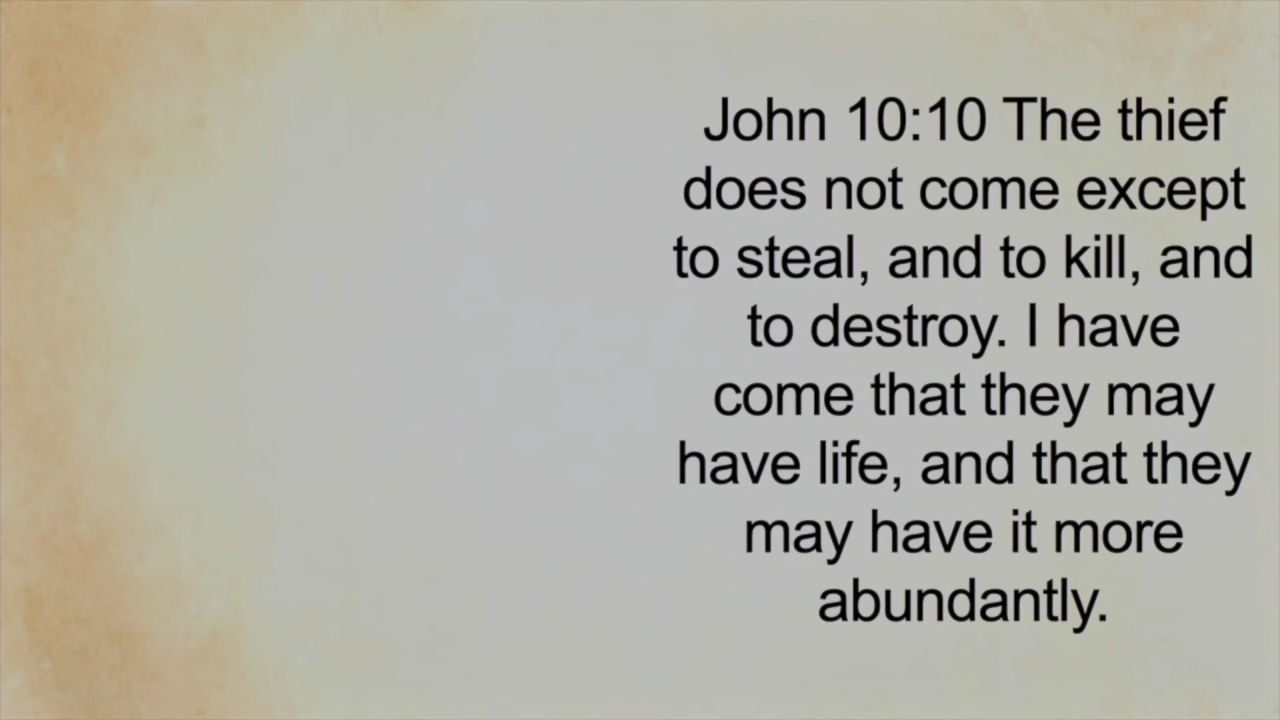 John 10:10 The thief
does not come except
to steal, and to kill, and
to destroy. I have
come that they may
have life, and that they
may have it more
abundantly.